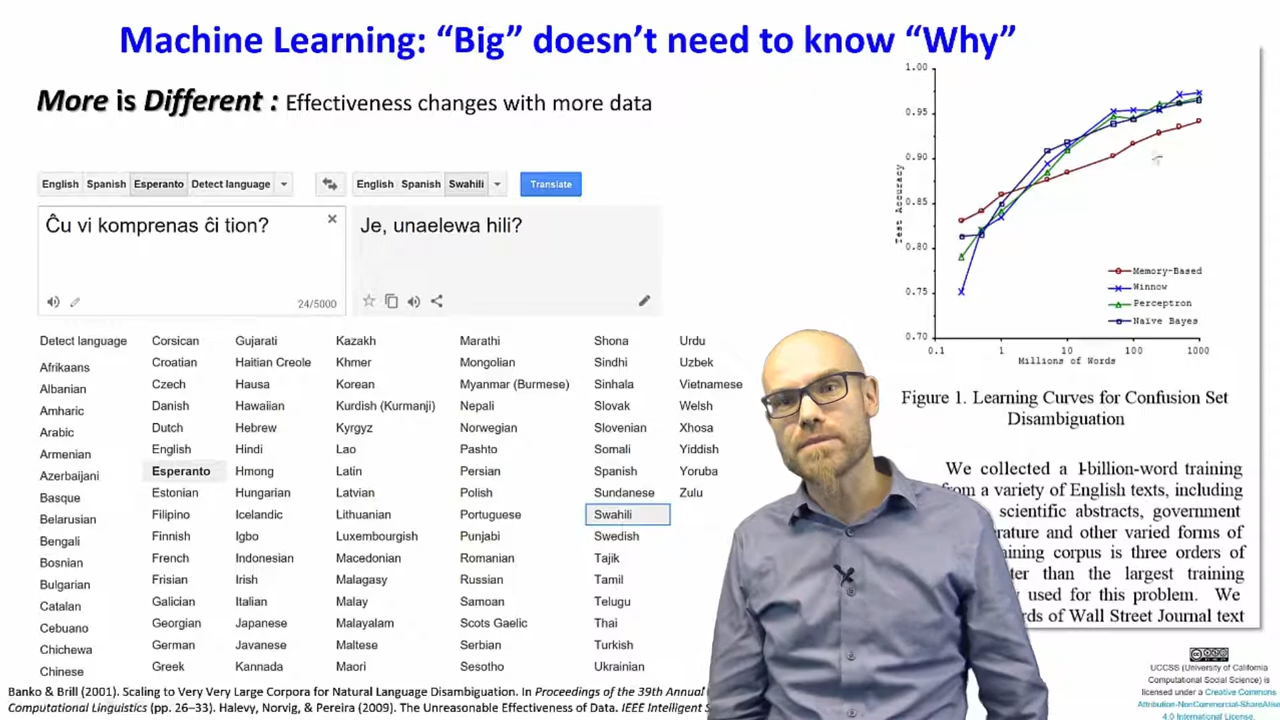 Machine Learning: “Big” doesn’t need to know “Why”
More is Different : Effectiveness changes with more data
English Spanish Esperanto Detect language
English Spanish Swahili
Translate
Ĉu vi komprenas ĉi tion?
24/5000
Je, unaelewa hili?
Detect language
Afrikaans
Albanian
Amharic
Arabic
Armenian
Azerbaijani
Basque
Belarusian
Bengali
Bosnian
Bulgarian
Catalan
Cebuano
Chichewa
Chinese
Corsican
Croatian
Czech
Danish
Dutch
English
Esperanto
Estonian
Filipino
Finnish
French
Frisian
Galician
Georgian
German
Greek
Gujarati
Haitian Creole
Hausa
Hawaiian
Hebrew
Hindi
Hmong
Hungarian
Icelandic
Igbo
Indonesian
Irish
Italian
Japanese
Javanese
Kannada
Kazakh
Khmer
Korean
Kurdish (Kurmanji)
Kyrgyz
Lao
Latin
Latvian
Lithuanian
Luxembourgish
Macedonian
Malagasy
Malay
Malayalam
Maltese
Maori
Marathi
Mongolian
Myanmar (Burmese)
Nepali
Norwegian
Pashto
Persian
Polish
Portuguese
Punjabi
Romanian
Russian
Samoan
Scots Gaelic
Serbian
Sesotho
Shona
Sindhi
Sinhala
Slovak
Slovenian
Somali
Spanish
Sundanese
Swahili
Swedish
Tajik
Tamil
Telugu
Thai
Turkish
Ukrainian
Urdu
Uzbek
Vietnamese
Welsh
Xhosa
Yiddish
Yoruba
Zulu
1.00
0.95
0.90
0.85
0.80
0.75
0.70
Test Accuracy
Memory-Based
Winnow
Perceptron
Naïve Bayes
0.1 1 10 100 1000
Millions of Words
Figure 1. Learning Curves for Confusion Set
Disambiguation
We collected a 1-billion-word training
from a variety of English texts, including
scientific abstracts, government
and other varied forms of
corpus is three orders of
than the largest training
used for this problem. We
of Wall Street Journal text
Banko & Brill (2001). Scaling to Very Very Large Corpora for Natural Language Disambiguation. In Proceedings of the 39th Annual
Computational Linguistics (pp. 26–33). Halevy, Norvig, & Pereira (2009). The Unreasonable Effectiveness of Data. IEEE Intelligent
UCCSS (University of California
Computational Social Science) is
licensed under a Creative Commons
4.0 International License.